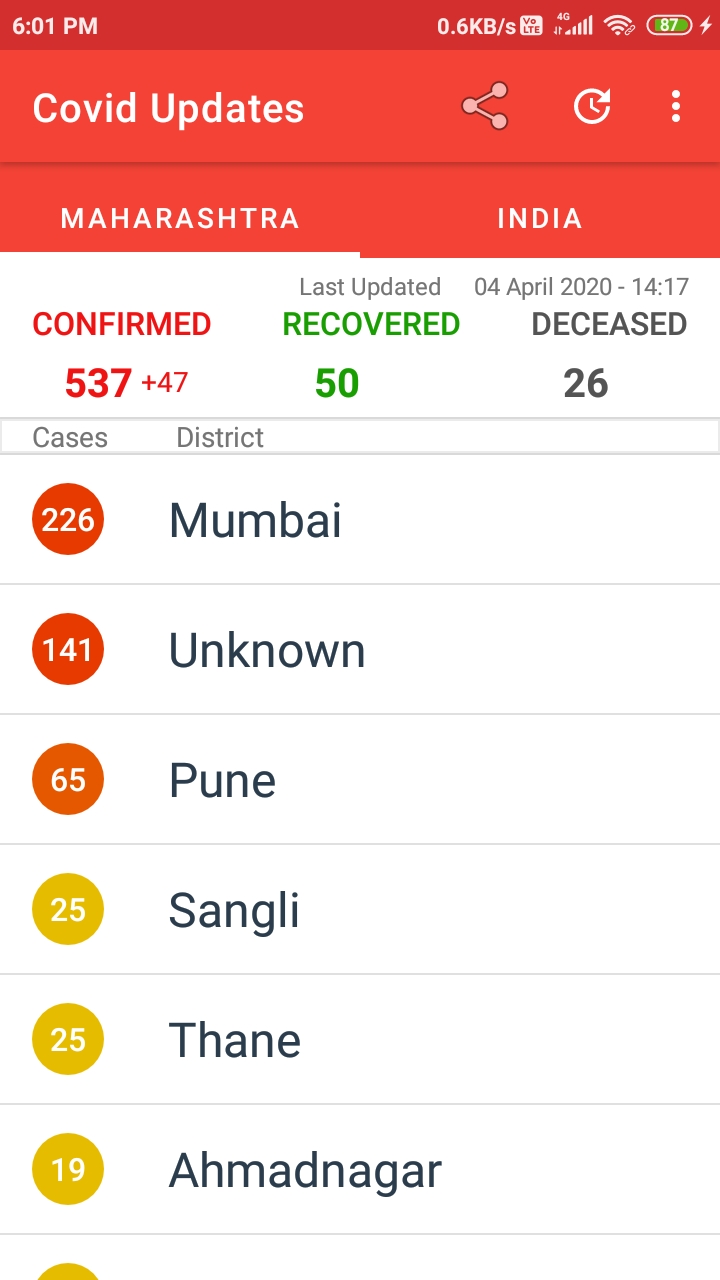 6:01 PM 0.6KB/s Vo LTE 4G 87
Covid Updates
MAHARASHTRA INDIA
Last Updated 04 April 2020 - 14:17
CONFIRMED RECOVERED DECEASED
537 +47 50 26
Cases District
226 Mumbai
141 Unknown
65 Pune
25 Sangli
25 Thane
19 Ahmadnagar